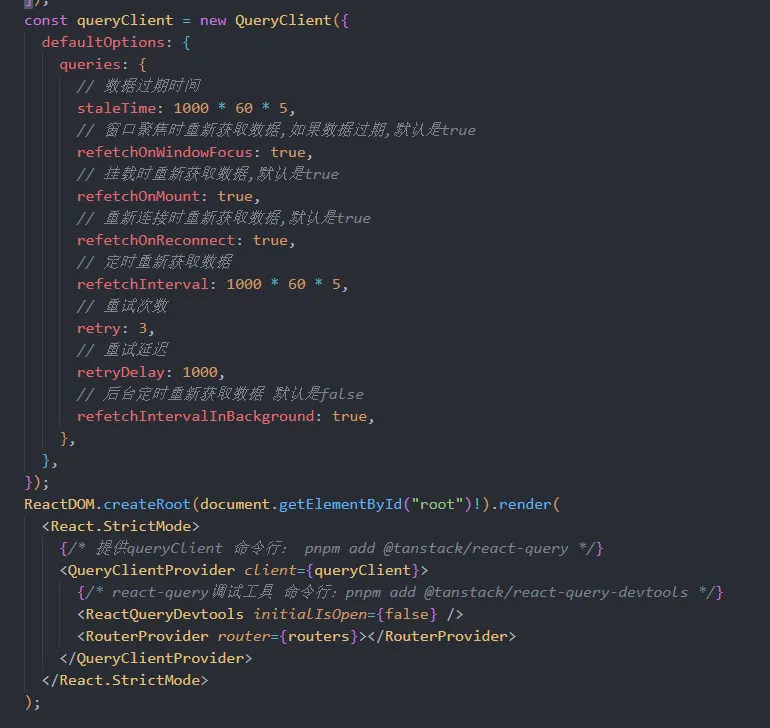 });
const queryClient = new QueryClient({
defaultOptions: {
queries: {
// 数据过期时间
staleTime: 1000 * 60 * 5,
// 窗口聚焦时重新获取数据,如果数据过期,默认是true
refetchOnWindowFocus: true,
// 挂载时重新获取数据,默认是true
refetchOnMount: true,
// 重新连接时重新获取数据,默认是true
refetchOnReconnect: true,
// 定时重新获取数据
refetchInterval: 1000 * 60 * 5,
// 重试次数
retry: 3,
// 重试延迟
retryDelay: 1000,
// 后台定时重新获取数据 默认是false
refetchIntervalInBackground: true,
},
},
});
ReactDOM.createRoot(document.getElementById("root")!).render(
<React.StrictMode>
{/* 提供queryClient 命令行: pnpm add @tanstack/react-query */}
<QueryClientProvider client={queryClient}>
{/* react-query调试工具 命令行：pnpm add @tanstack/react-query-devtools */}
<ReactQueryDevtools initialIsOpen={false} />
<RouterProvider router={routers}></RouterProvider>
</QueryClientProvider>
</React.StrictMode>
);